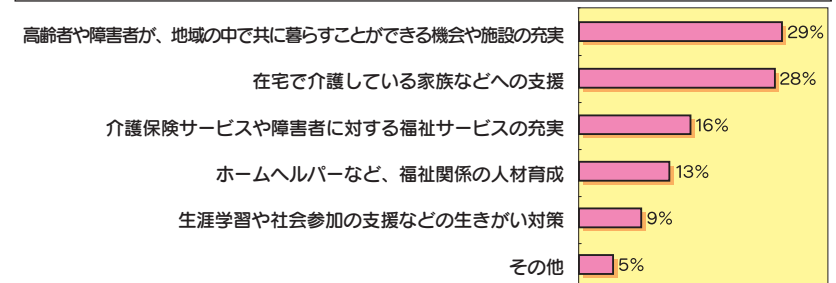 高齢者や障害者が、地域の中で共に暮らすことができる機会や施設の充実 29%
在宅で介護している家族などへの支援 28%
介護保険サービスや障害者に対する福祉サービスの充実 16%
ホームヘルパーなど、福祉関係の人材育成 13%
生涯学習や社会参加の支援などの生きがい対策 9%
その他 5%